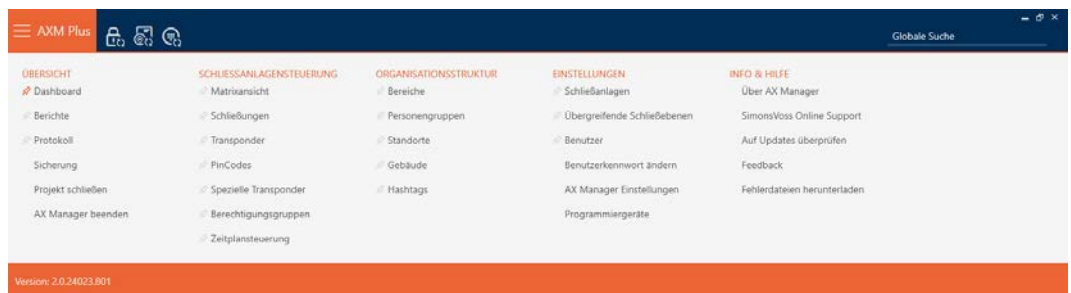 AXM Plus
Globale Suche
ÜBERSICHT
Dashboard
Berichte
Protokoll
Sicherung
Projekt schließen
AX Manager beenden
SCHLIESSANLAGENSTEUERUNG
Matrixansicht
Schließungen
Transponder
PinCodes
Spezielle Transponder
Berechtigungsgruppen
Zeitplansteuerung
ORGANISATIONSSTRUKTUR
Bereiche
Personengruppen
Standorte
Gebäude
Hashtags
EINSTELLUNGEN
Schließanlagen
Übergreifende Schließebenen
Benutzer
Benutzerkennwort ändern
AX Manager Einstellungen
Programmiergeräte
INFO & HILFE
Über AX Manager
SimonsVoss Online Support
Auf Updates überprüfen
Feedback
Fehlerdateien herunterladen
Version: 2.0.24023.801